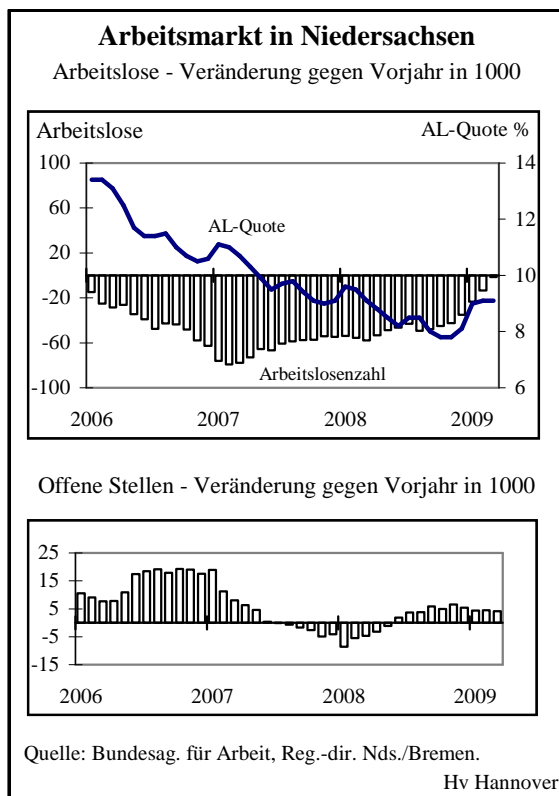 Arbeitsmarkt in Niedersachsen
Arbeitslose - Veränderung gegen Vorjahr in 1000
Arbeitslose AL-Quote %
100 14
60 12
AL-Quote
20 10
-20 8
-60
Arbeitslosenzahl
-100 6
2006 2007 2008 2009
Offene Stellen - Veränderung gegen Vorjahr in 1000
25
15
5
-5
-15
2006 2007 2008 2009
Quelle: Bundesag. für Arbeit, Reg.-dir. Nds./Bremen.
Hv Hannover